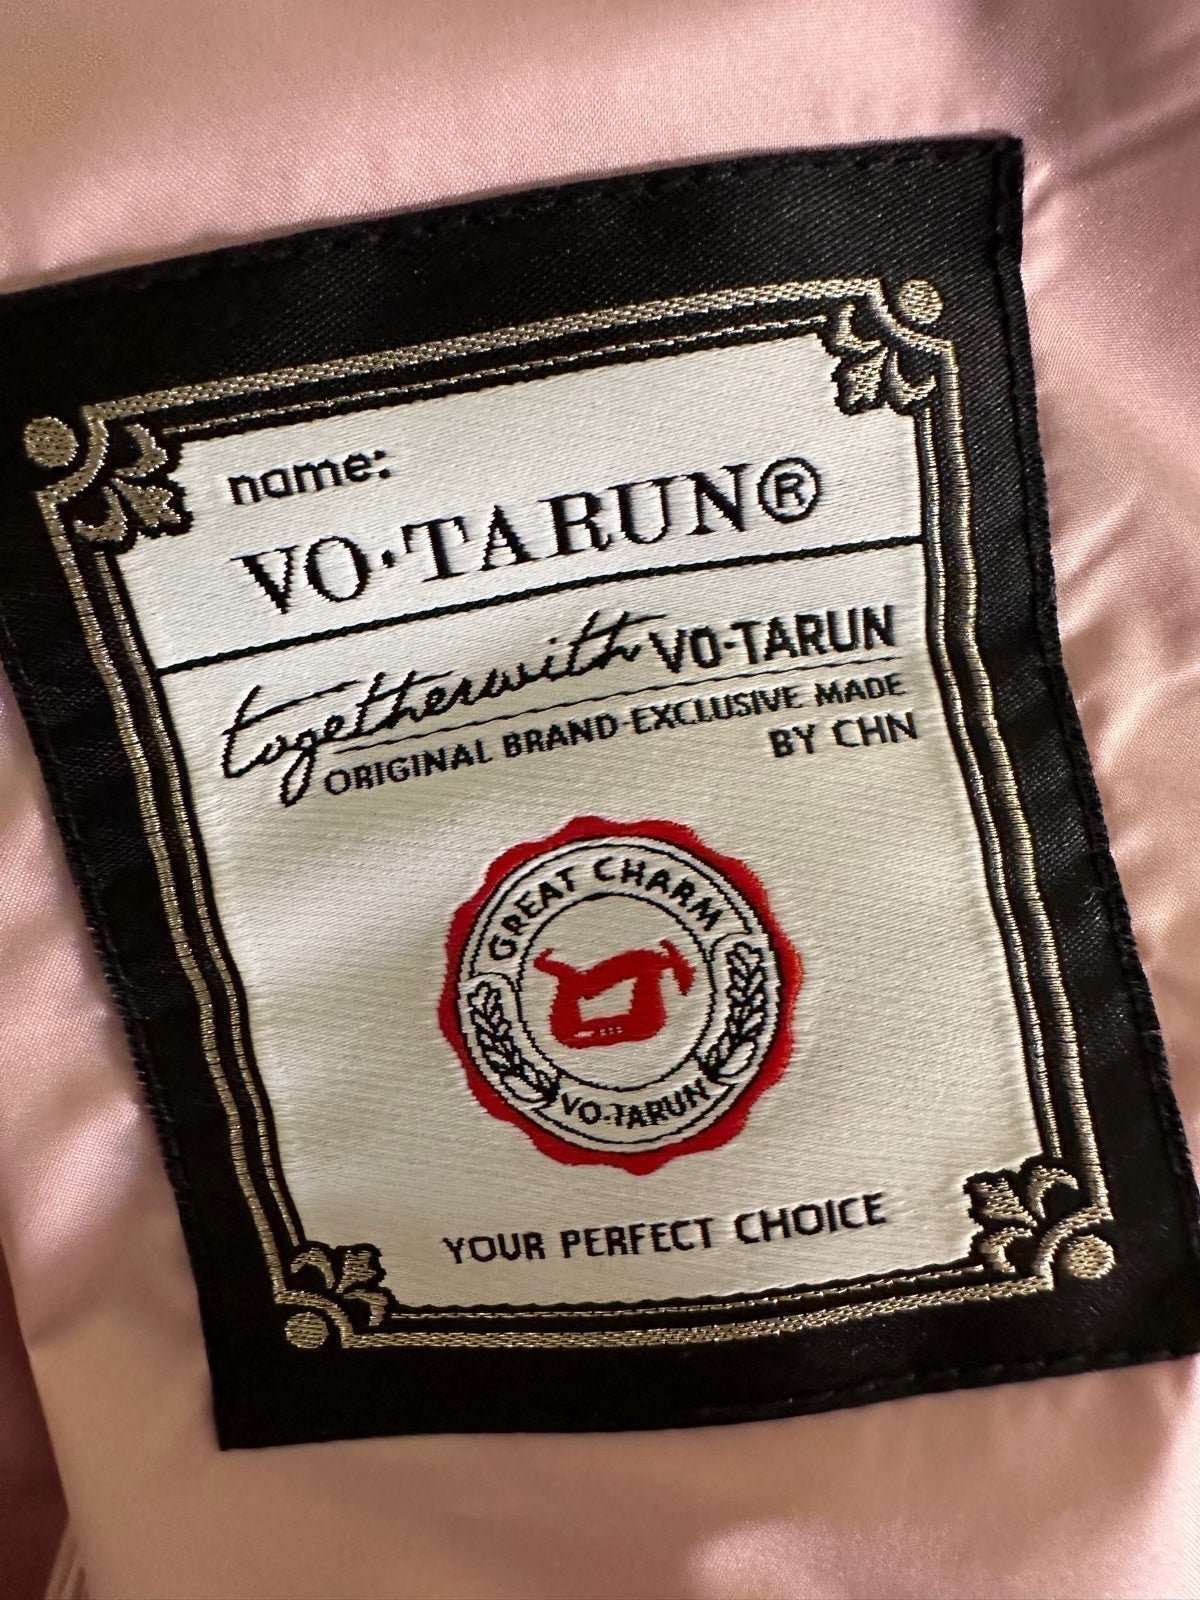 name:
VO·TARUN®
togetherwith VO-TARUN
ORIGINAL BRAND-EXCLUSIVE MADE
BY CHN
GREAT CHARM
VO-TARUN
YOUR PERFECT CHOICE